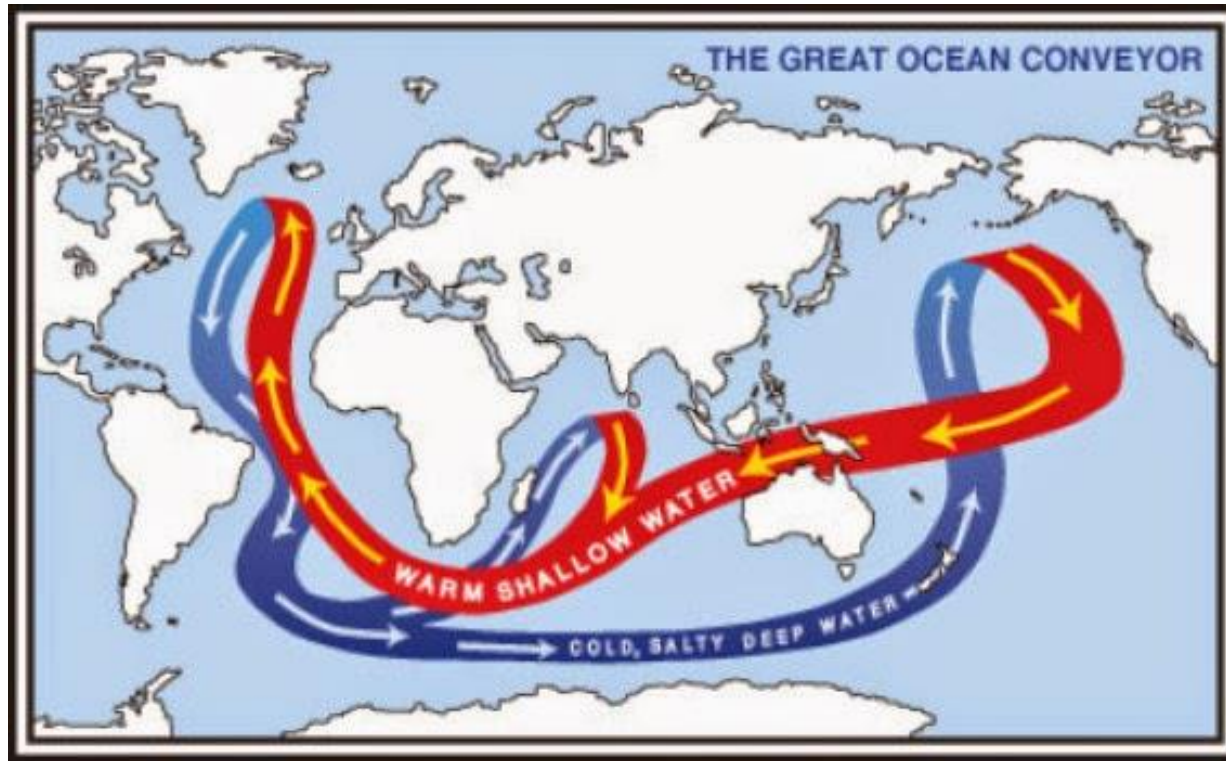 THE GREAT OCEAN CONVEYOR
WARM SHALLOW WATER
COLD, SALTY DEEP WATER